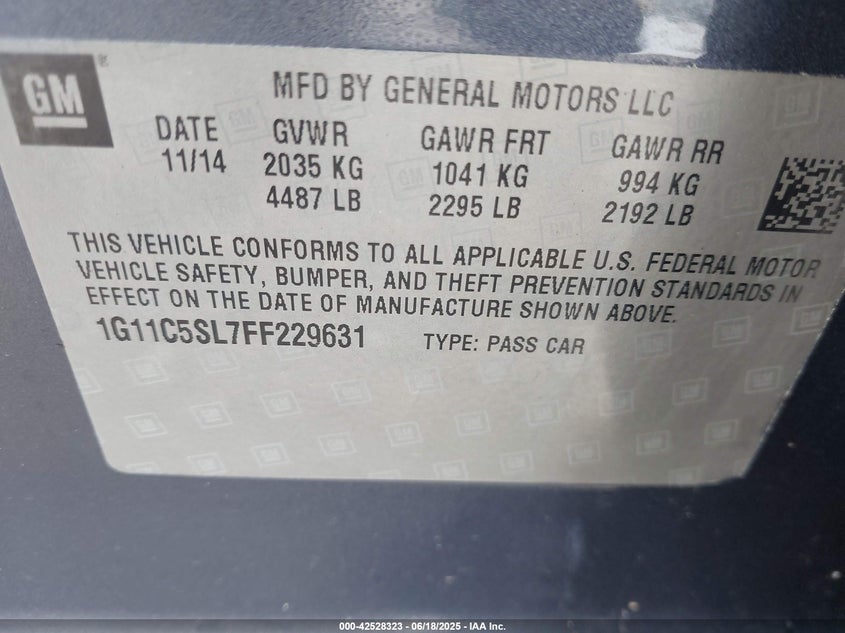 GM
MFD BY GENERAL MOTORS LLC
DATE GVWR GAWR FRT GAWR RR
11/14 2035 KG 1041 KG 994 KG
4487 LB 2295 LB 2192 LB
THIS VEHICLE CONFORMS TO ALL APPLICABLE U.S. FEDERAL MOTOR
VEHICLE SAFETY, BUMPER, AND THEFT PREVENTION STANDARDS IN
EFFECT ON THE DATE OF MANUFACTURE SHOWN ABOVE.
1G11C5SL7FF229631 TYPE: PASS CAR
000-42528323 - 06/18/2025 - IAA Inc.